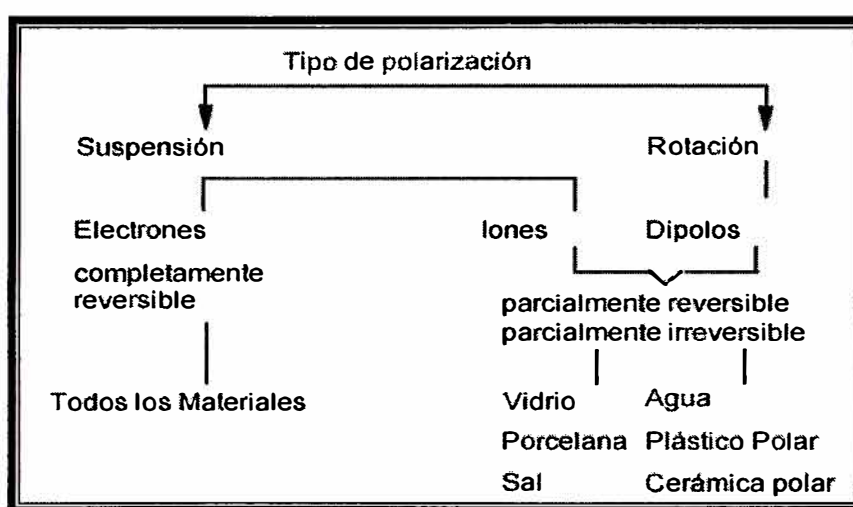 Tipo de polarización
Suspensión Rotación
Electrones Iones Dipolos
completamente
reversible
parcialmente reversible
parcialmente irreversible
Todos los Materiales
Vidrio Agua
Porcelana Plástico Polar
Sal Cerámica polar